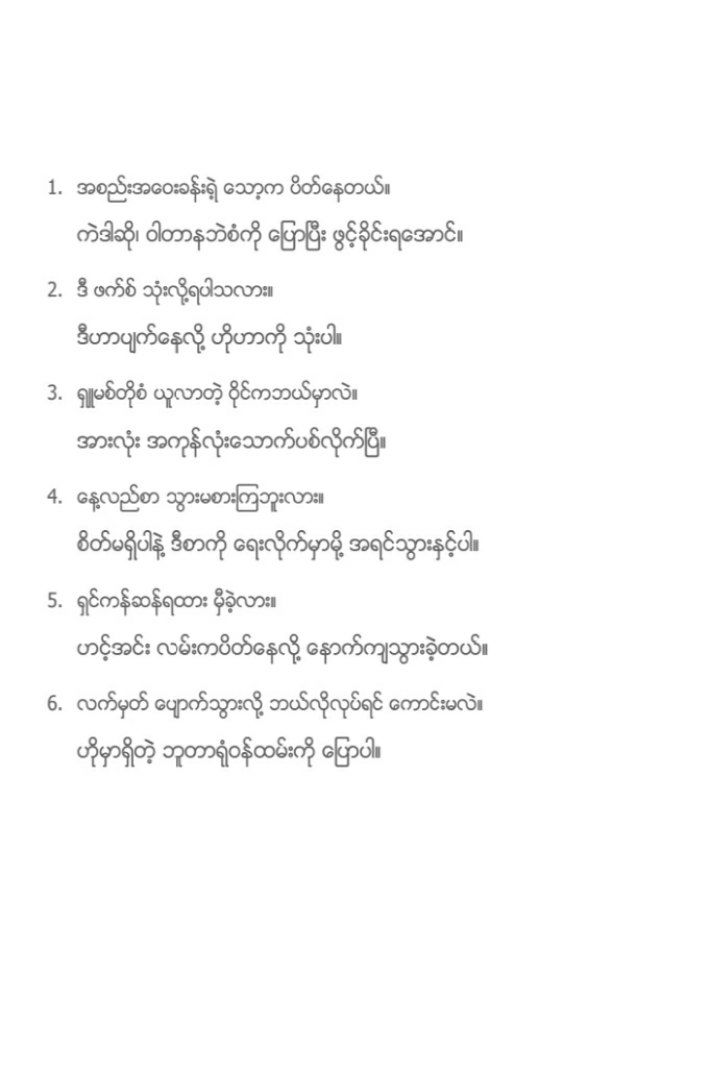 1. အစည်းအဝေးခန်းရဲ့ သော့က ပိတ်နေတယ်။
ကဲဒါဆို၊ ဝါတာနဘဲစံကို ပြောပြီး ဖွင့်ခိုင်းရအောင်။
2. ဒီ ဖက်စ် သုံးလို့ရပါသလား။
ဒီဟာပျက်နေလို့ ဟိုဟာကို သုံးပါ။
3. ရှူမစ်တိုစံ ယူလာတဲ့ ဝိုင်ကဘယ်မှာလဲ။
အားလုံး အကုန်လုံးသောက်ပစ်လိုက်ပြီ။
4. နေ့လည်စာ သွားမစားကြဘူးလား။
စိတ်မရှိပါနဲ့ ဒီစာကို ရေးလိုက်မှာမို့ အရင်သွားနှင့်ပါ။
5. ရှင်ကန်ဆန်ရထား မှီခဲ့လား။
ဟင့်အင်း လမ်းကပိတ်နေလို့ နောက်ကျသွားခဲ့တယ်။
6. လက်မှတ် ပျောက်သွားလို့ ဘယ်လိုလုပ်ရင် ကောင်းမလဲ။
ဟိုမှာရှိတဲ့ ဘူတာရုံဝန်ထမ်းကို ပြောပါ။